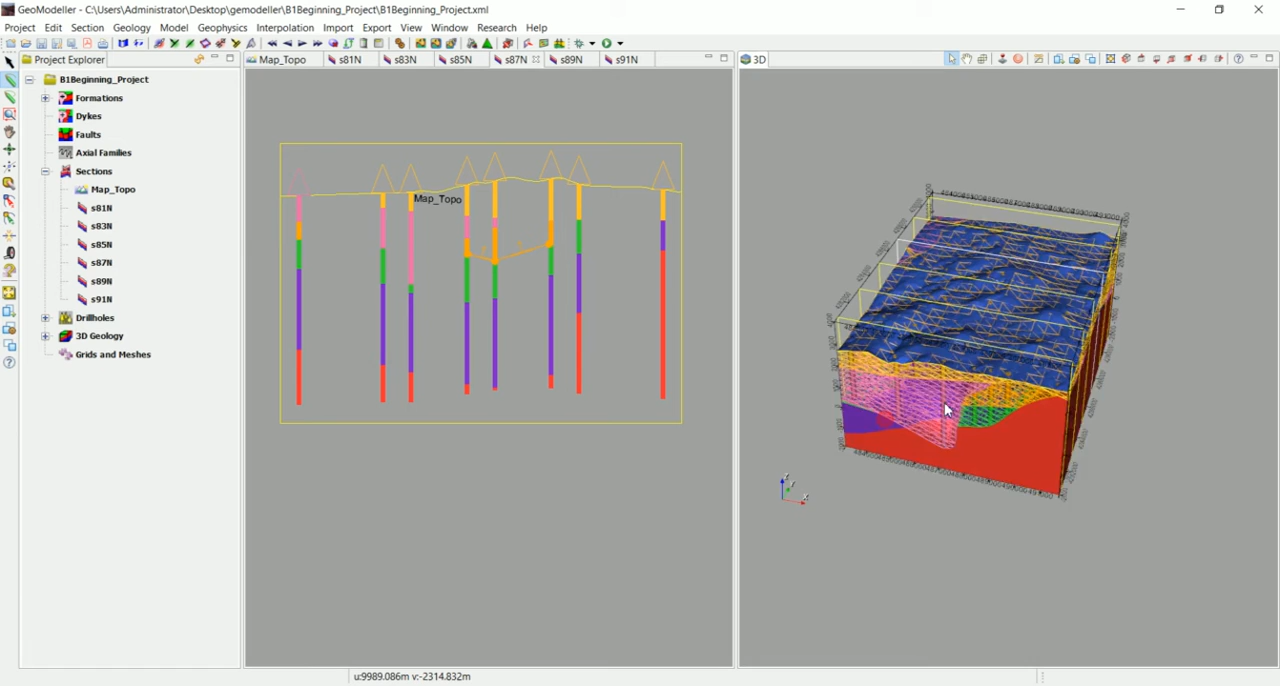 GeoModeller - C:\Users\Administrator\Desktop\gemodeller\B1Beginning_Project\B1Beginning_Project.xml
Project Edit Section Geology Model Geophysics Interpolation Import Export View Window Research Help
Project Explorer
Map_Topo s81N s83N s85N s87N s89N s91N
3D
B1Beginning_Project
Formations
Dykes
Faults
Axial Families
Sections
Map_Topo
s81N
s83N
s85N
s87N
s89N
s91N
Drillholes
3D Geology
Grids and Meshes
Map_Topo
u:9989.086m v:-2314.832m